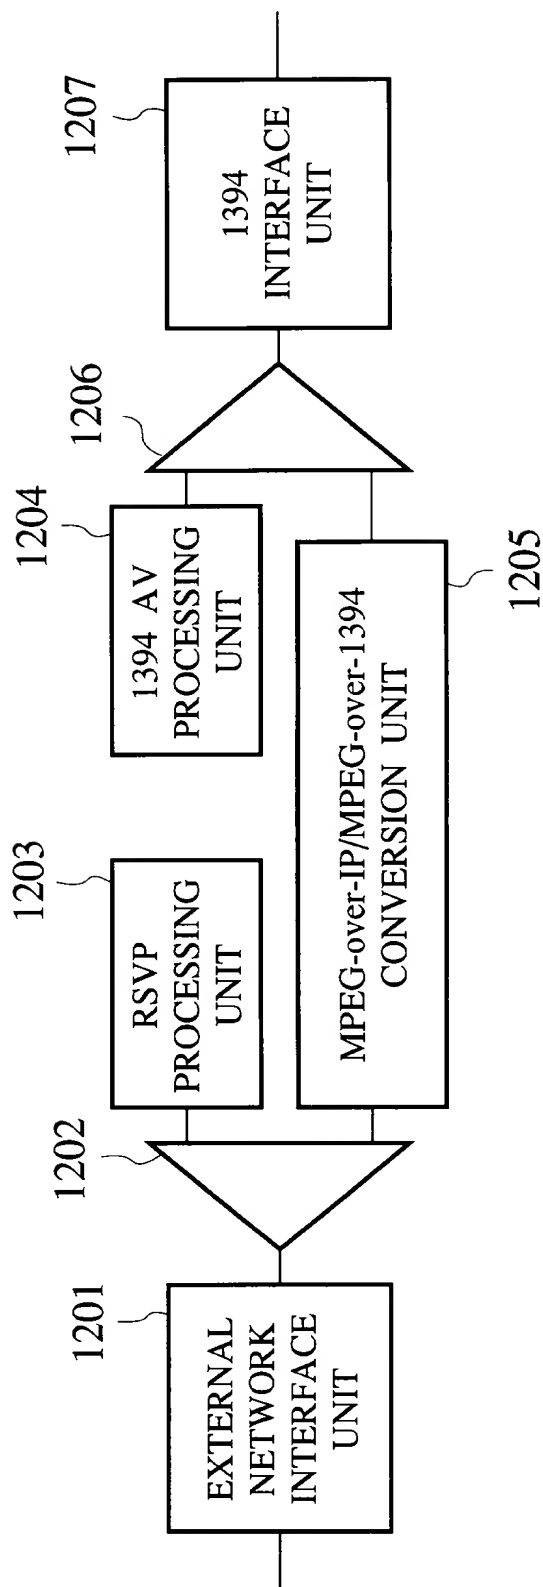 1201
EXTERNAL
NETWORK
INTERFACE
UNIT
1202
1203
RSVP
PROCESSING
UNIT
1204
1394 AV
PROCESSING
UNIT
MPEG-over-IP/MPEG-over-1394
CONVERSION UNIT
1205
1206
1207
1394
INTERFACE
UNIT